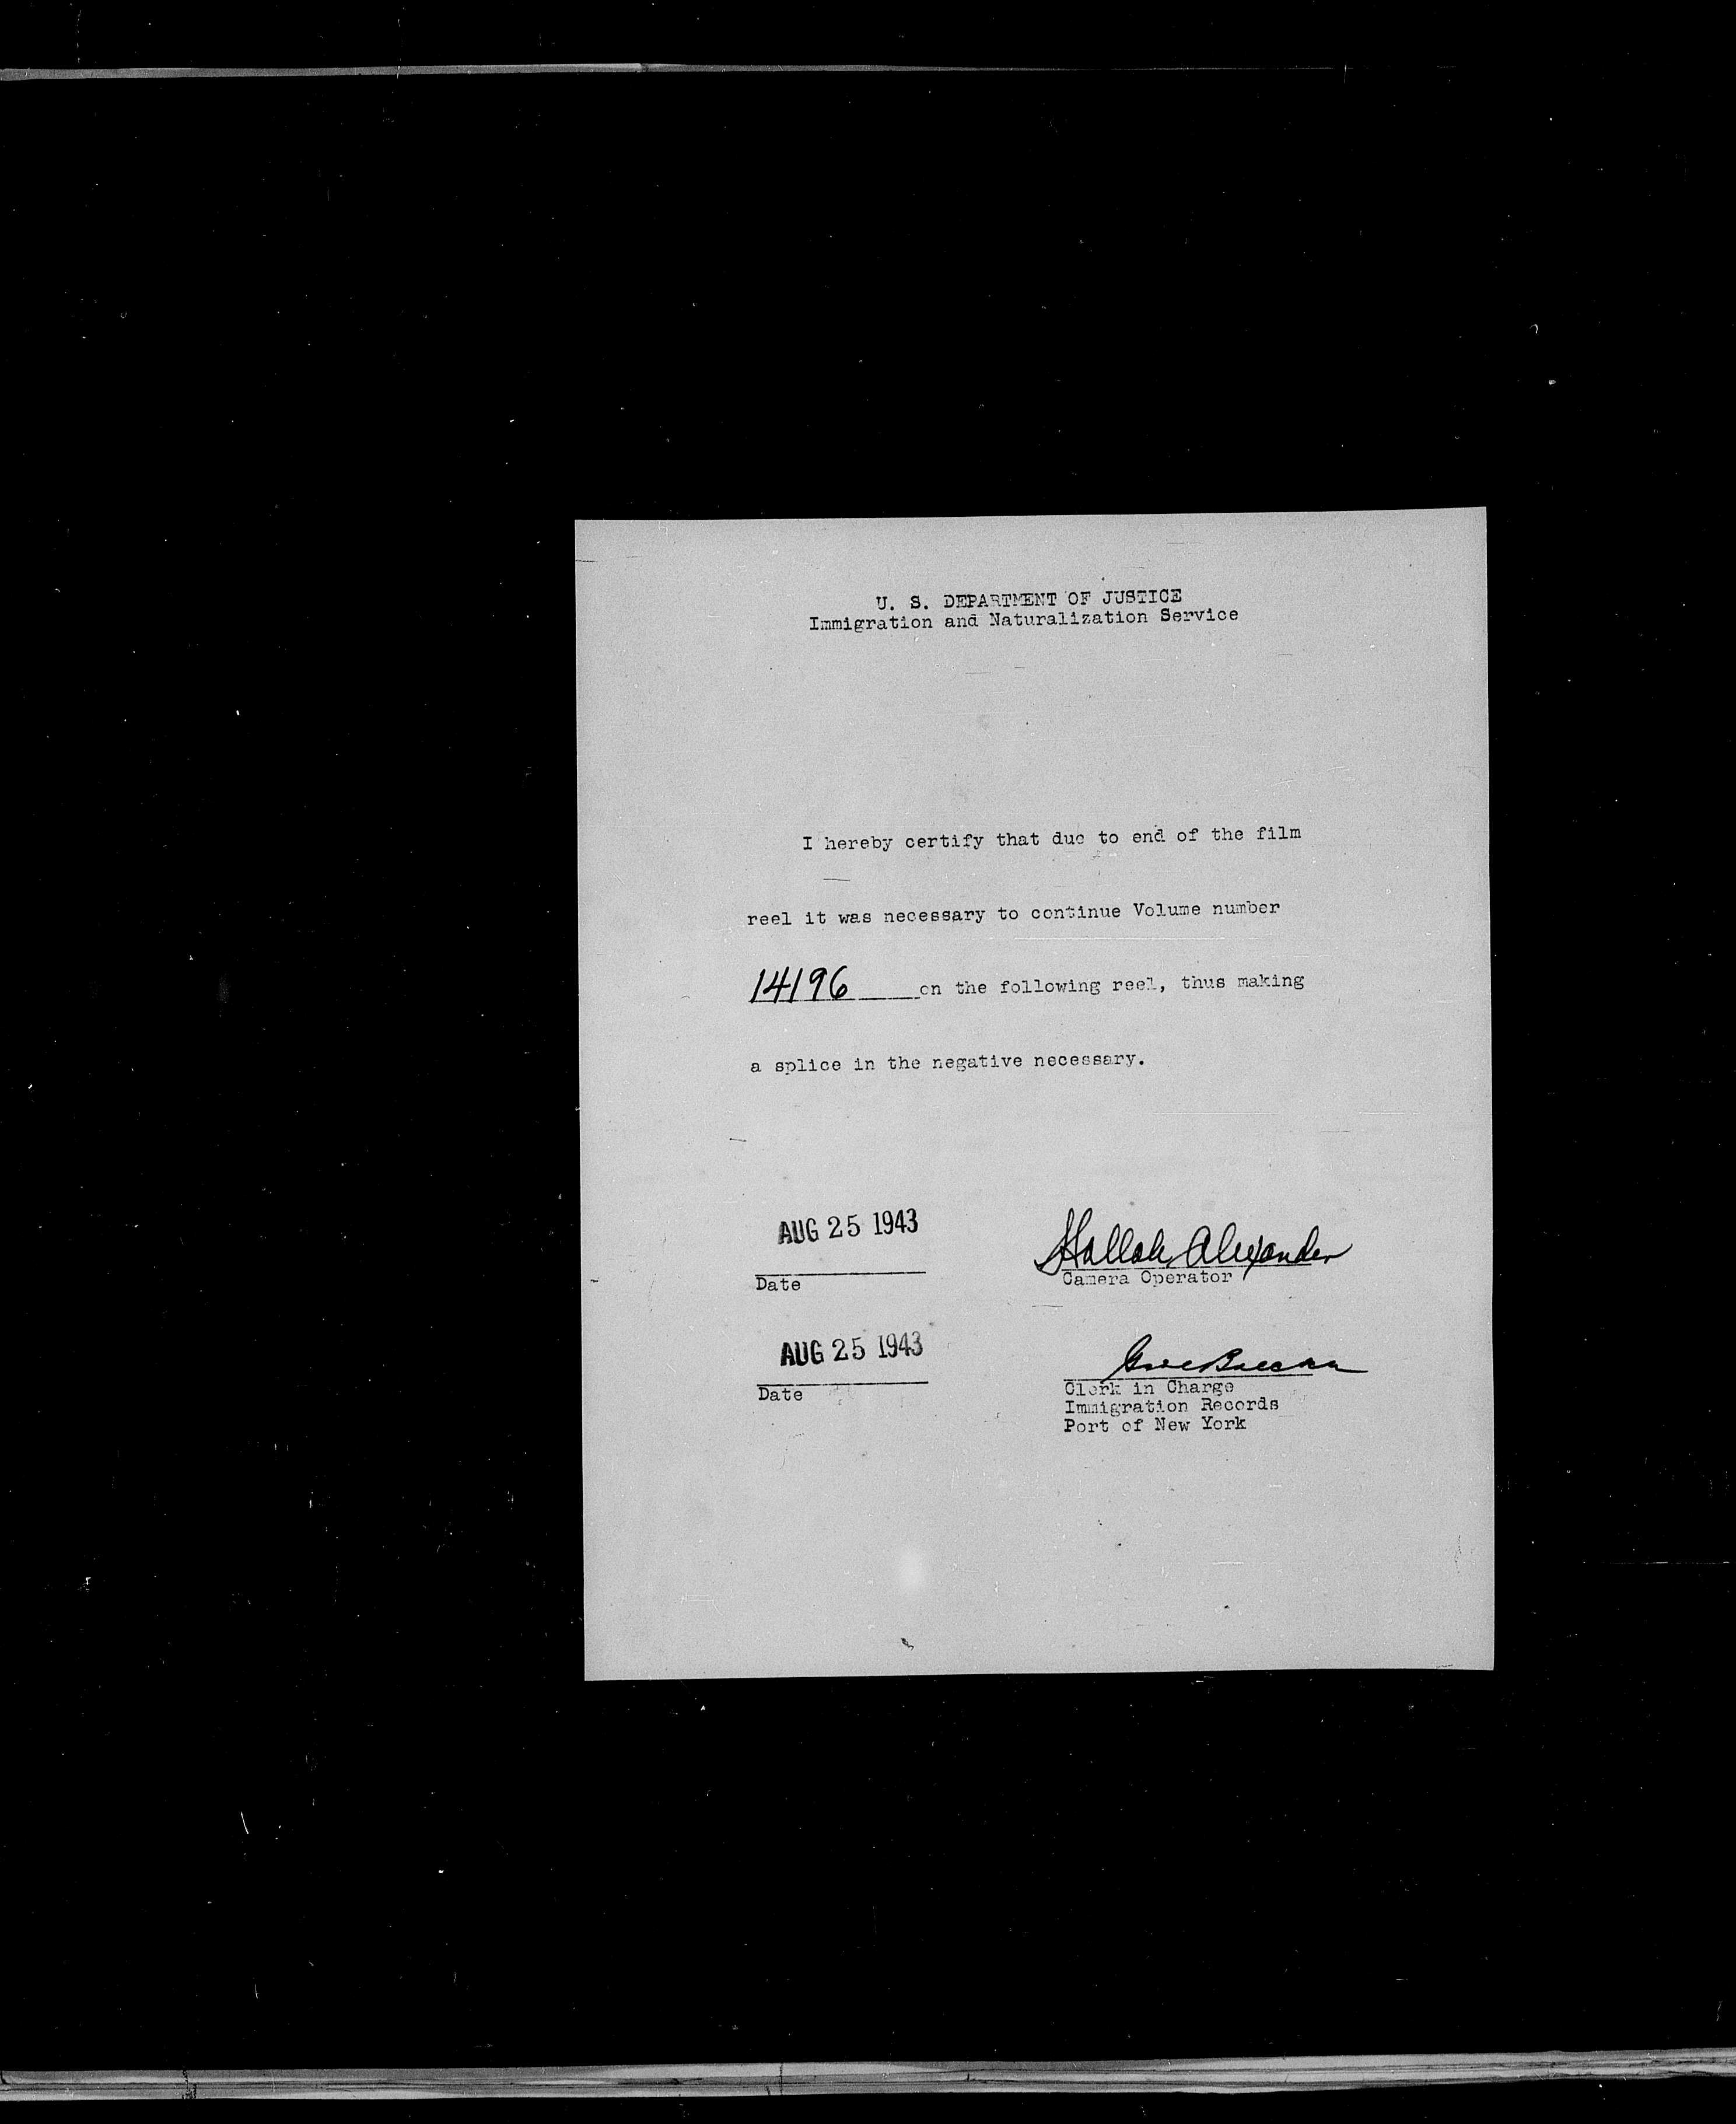 U. S. DEPARTMENT OF JUSTICE
Immigration and Naturalization Service
I hereby certify that due to end of the film
reel it was necessary to continue Volume number
14196 on the following reel, thus making
a splice in the negative necessary.
AUG 25 1943
Alexander
Date
Camera Operator
AUG 25 1943
Date
Clerk in Charge
Immigration Records
Port of New York